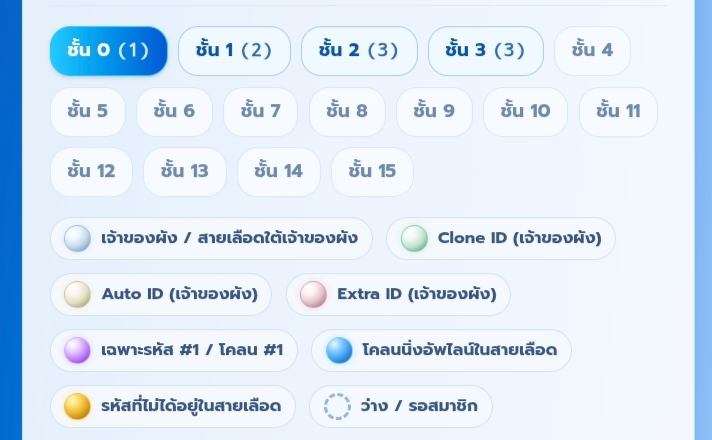 ชั้น 0 (1) ชั้น 1 (2) ชั้น 2 (3) ชั้น 3 (3) ชั้น 4
ชั้น 5 ชั้น 6 ชั้น 7 ชั้น 8 ชั้น 9 ชั้น 10 ชั้น 11
ชั้น 12 ชั้น 13 ชั้น 14 ชั้น 15
เจ้าของผัง / สายเลือดใต้เจ้าของผัง Clone ID (เจ้าของผัง)
Auto ID (เจ้าของผัง) Extra ID (เจ้าของผัง)
เฉพาะรหัส #1 / โคลน #1 โคลนนิ่งอัพไลน์ในสายเลือด
รหัสที่ไม่ได้อยู่ในสายเลือด ว่าง / รอสมาชิก